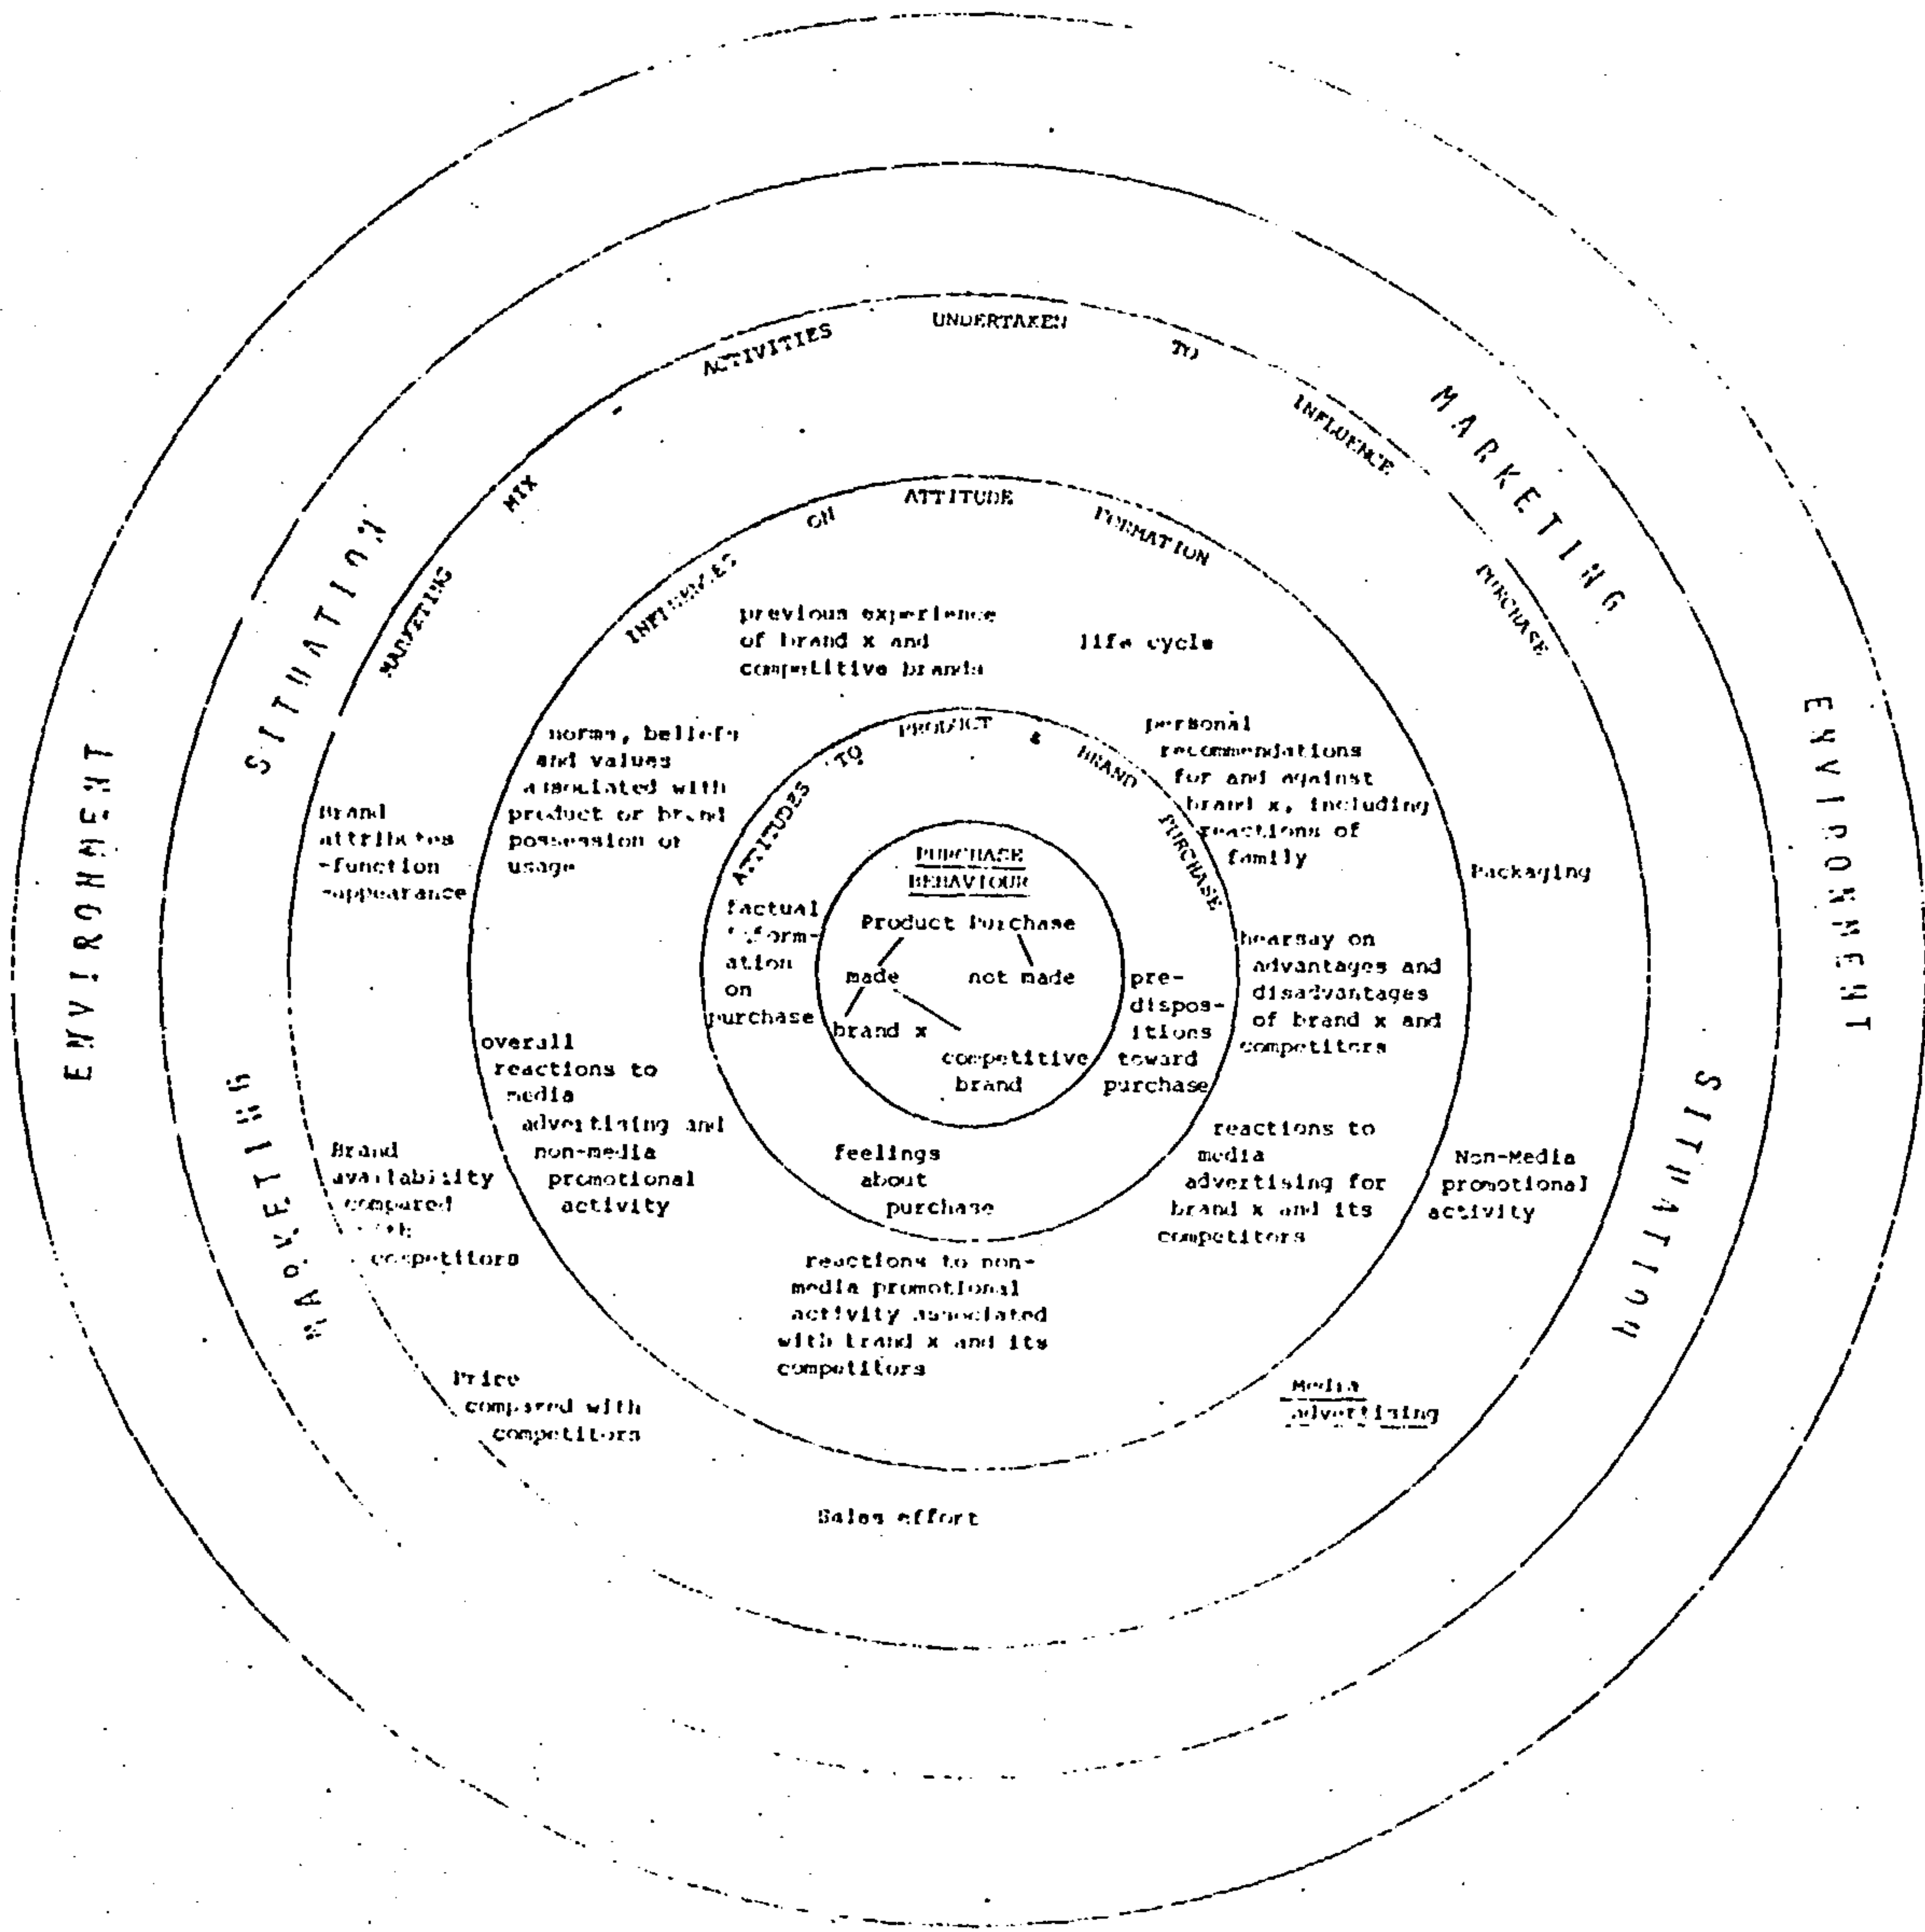 MARKETING MIX ACTIVITIES UNDERTAKEN TO INFLUENCE PURCHASE
INFLUENCES ON ATTITUDE FORMATION
ATTITUDES TO PRODUCT & BRAND PURCHASE
ENVIRONMENT
ENVIRONMENT
MARKETING SITUATION
MARKETING SITUATION
previous experience
of brand x and
competitive brands
life cycle
norms, beliefs
and values
associated with
product or brand
possession or
usage
personal
recommendations
for and against
brand x, including
reactions of
family
Brand
attributes
-function
-appearance
Packaging
PURCHASE
BEHAVIOUR
Product Purchase
made
not made
brand x
competitive
brand
factual
inform-
ation
on
purchase
pre-
dispos-
itions
toward
purchase
feelings
about
purchase
hearsay on
advantages and
disadvantages
of brand x and
competitors
overall
reactions to
media
advertising and
non-media
promotional
activity
reactions to
media
advertising for
brand x and its
competitors
reactions to non-
media promotional
activity associated
with brand x and its
competitors
Brand
availability
compared
with
competitors
Non-Media
promotional
activity
Price
compared with
competitors
Media
advertising
Sales effort